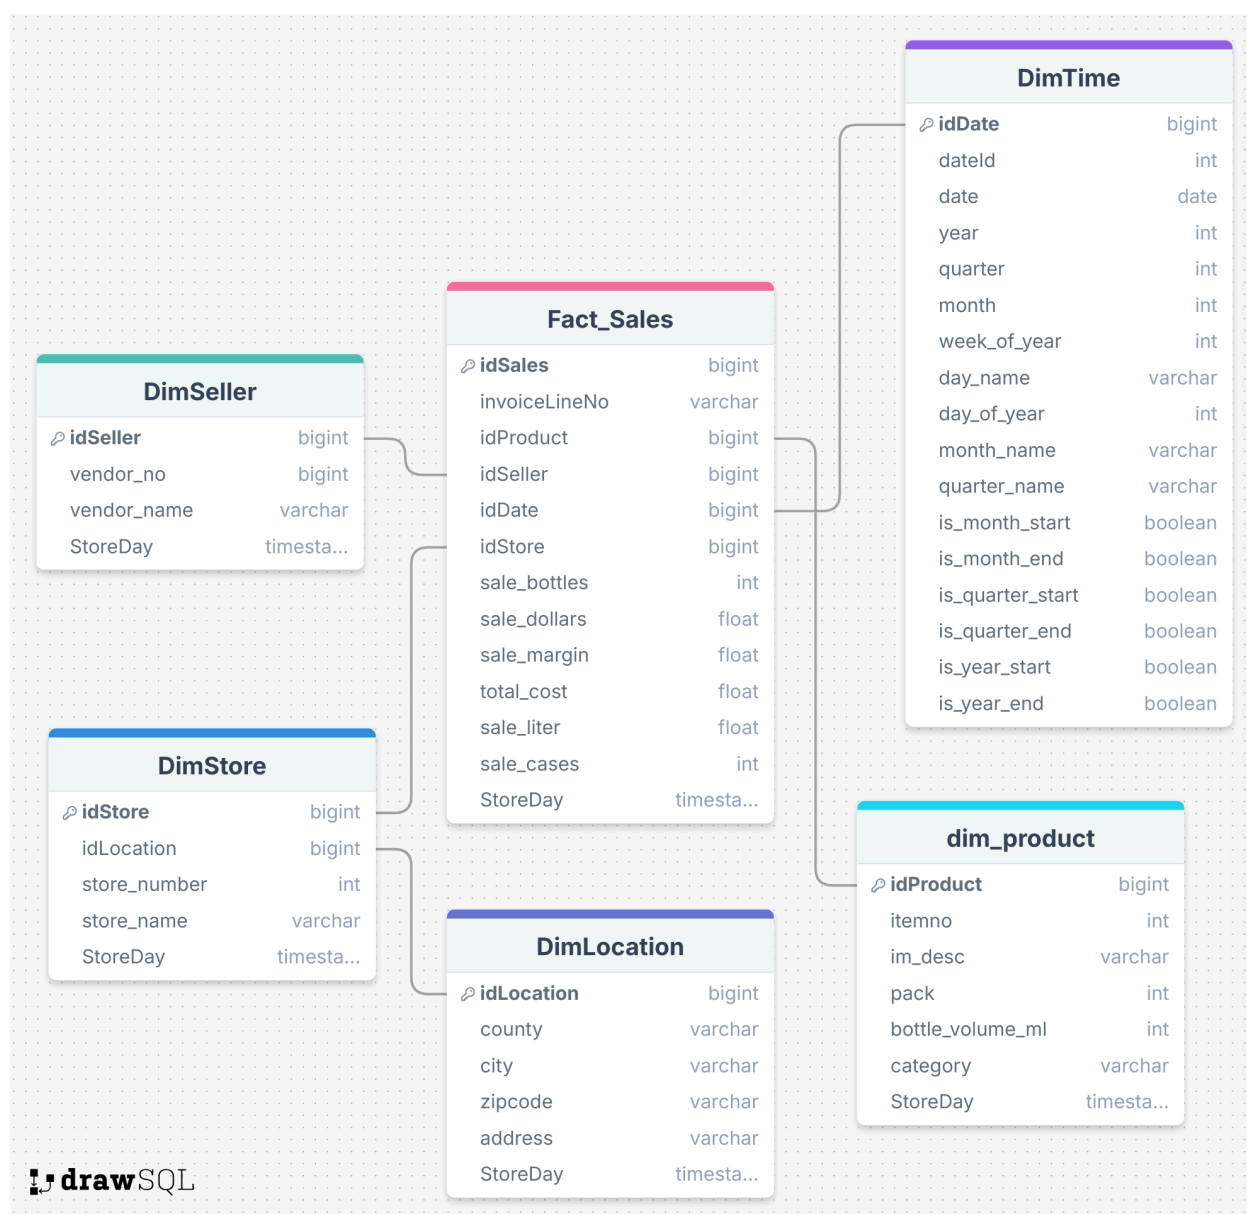 DimTime
idDate bigint
dateId int
date date
year int
quarter int
month int
week_of_year int
day_name varchar
day_of_year int
month_name varchar
quarter_name varchar
is_month_start boolean
is_month_end boolean
is_quarter_start boolean
is_quarter_end boolean
is_year_start boolean
is_year_end boolean
Fact_Sales
idSales bigint
invoiceLineNo varchar
idProduct bigint
idSeller bigint
idDate bigint
idStore bigint
sale_bottles int
sale_dollars float
sale_margin float
total_cost float
sale_liter float
sale_cases int
StoreDay timesta...
DimSeller
idSeller bigint
vendor_no bigint
vendor_name varchar
StoreDay timesta...
DimStore
idStore bigint
idLocation bigint
store_number int
store_name varchar
StoreDay timesta...
dim_product
idProduct bigint
itemno int
im_desc varchar
pack int
bottle_volume_ml int
category varchar
StoreDay timesta...
DimLocation
idLocation bigint
county varchar
city varchar
zipcode varchar
address varchar
StoreDay timesta...
drawSQL